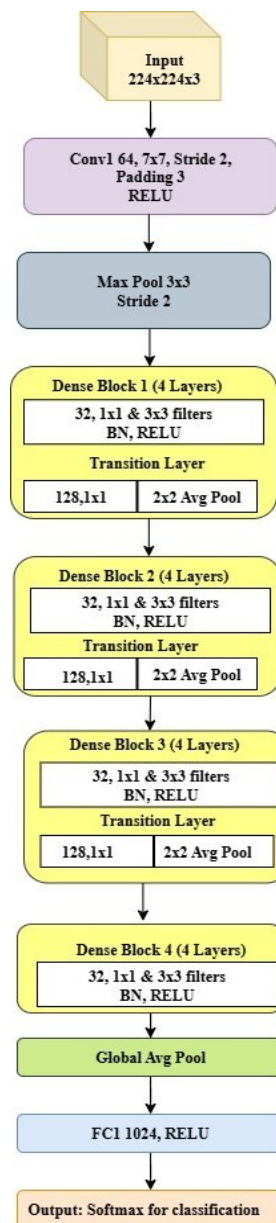 Input
224x224x3
Conv1 64, 7x7, Stride 2,
Padding 3
RELU
Max Pool 3x3
Stride 2
Dense Block 1 (4 Layers)
32, 1x1 & 3x3 filters
BN, RELU
Transition Layer
128,1x1 2x2 Avg Pool
Dense Block 2 (4 Layers)
32, 1x1 & 3x3 filters
BN, RELU
Transition Layer
128,1x1 2x2 Avg Pool
Dense Block 3 (4 Layers)
32, 1x1 & 3x3 filters
BN, RELU
Transition Layer
128,1x1 2x2 Avg Pool
Dense Block 4 (4 Layers)
32, 1x1 & 3x3 filters
BN, RELU
Global Avg Pool
FC1 1024, RELU
Output: Softmax for classification